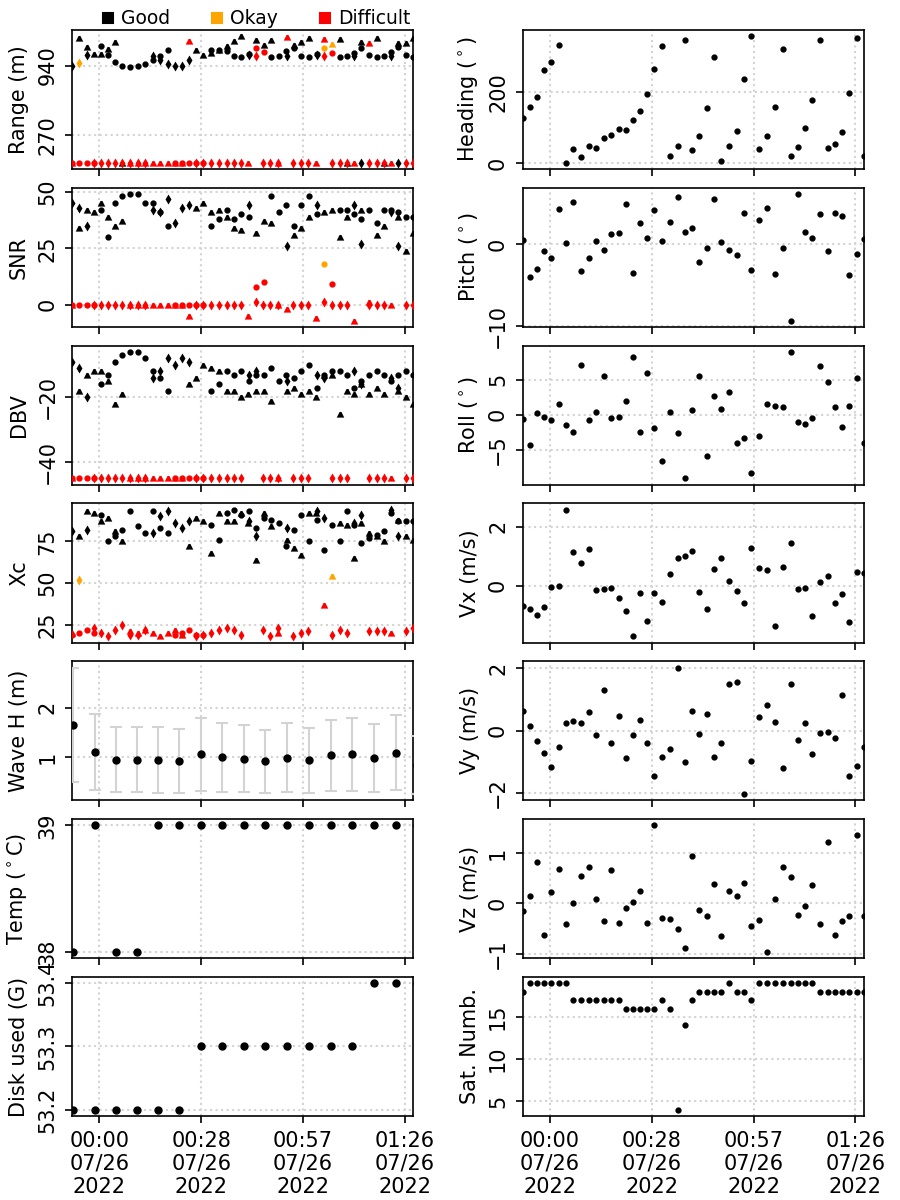 Good Okay Difficult
Range (m)
940
270
Heading (°)
200
0
SNR
50
25
0
Pitch (°)
0
−10
DBV
−20
−40
Roll (°)
5
0
−5
Xc
75
50
25
Vx (m/s)
2
0
Wave H (m)
2
1
Vy (m/s)
2
0
−2
Temp (°C)
39
38
Vz (m/s)
1
0
−1
Disk used (G)
53.4
53.3
53.2
Sat. Numb.
15
10
5
00:00 00:28 00:57 01:26
07/26 07/26 07/26 07/26
2022 2022 2022 2022
00:00 00:28 00:57 01:26
07/26 07/26 07/26 07/26
2022 2022 2022 2022